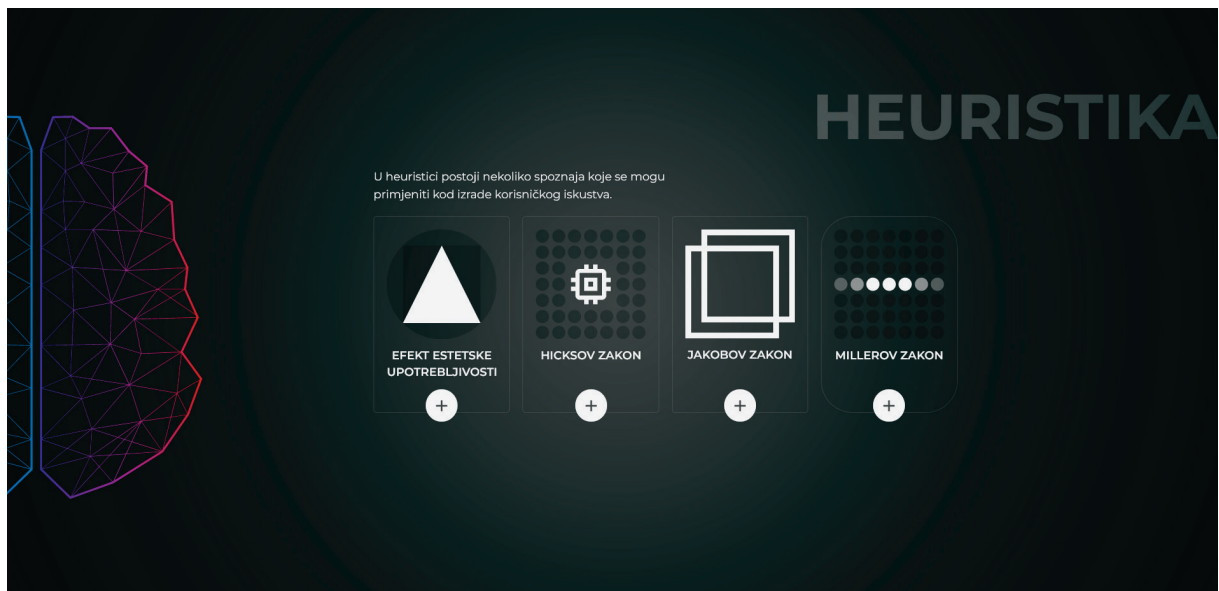 HEURISTIKA
U heuristici postoji nekoliko spoznaja koje se mogu
primjeniti kod izrade korisničkog iskustva.
EFEKT ESTETSKE
UPOTREBLJIVOSTI
HICKSOV ZAKON
JAKOBOV ZAKON
MILLEROV ZAKON